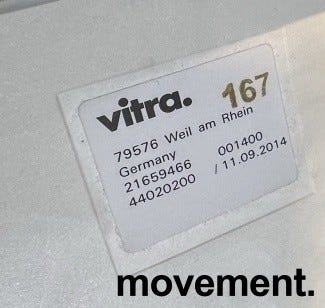 vitra. 167
79576 Weil am Rhein
Germany 001400
21659466 / 11.09.2014
44020200
movement.